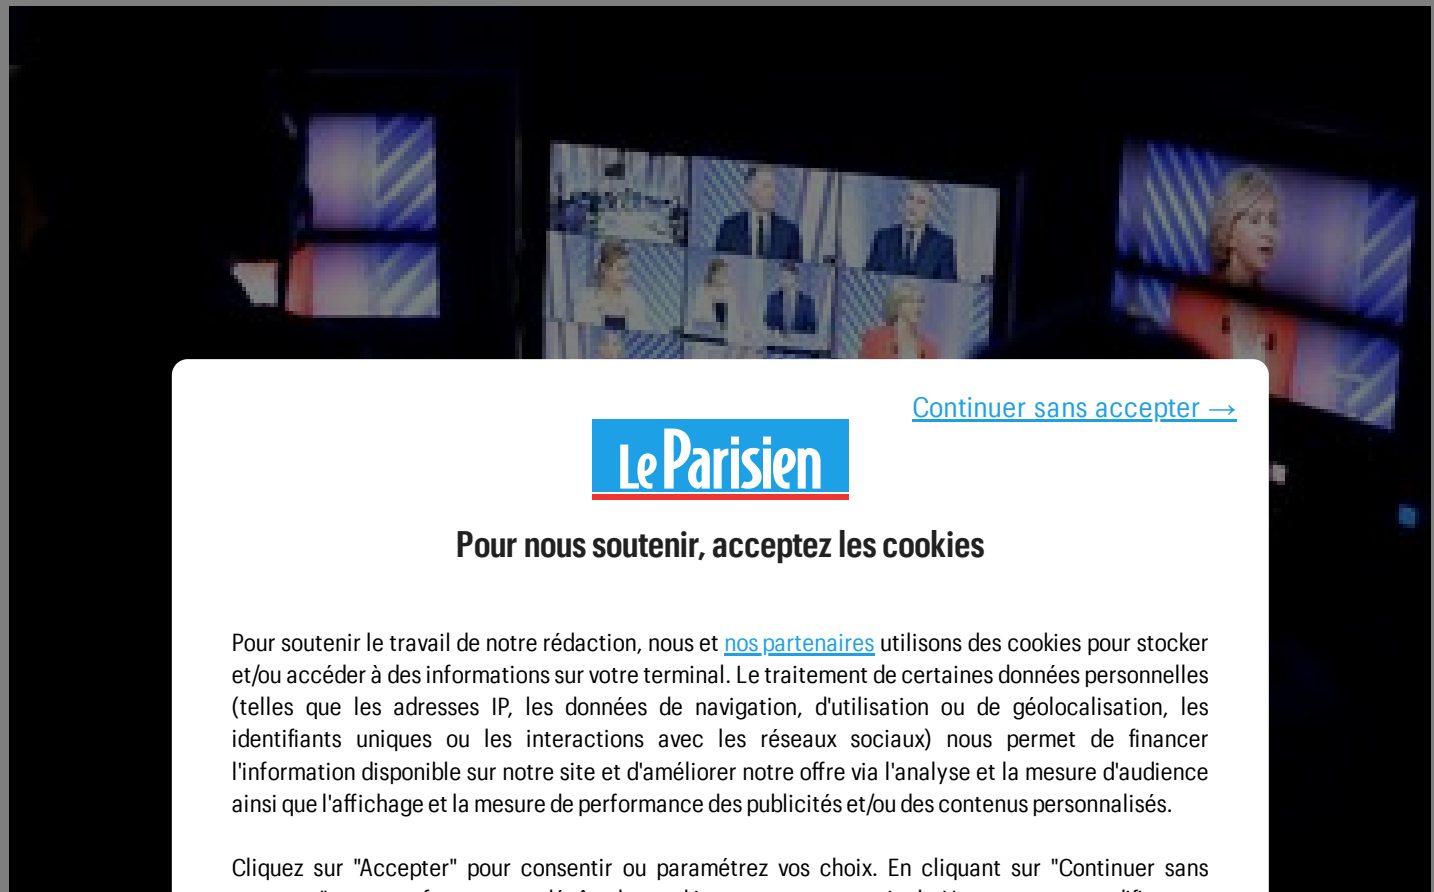 Continuer sans accepter →
Le Parisien
Pour nous soutenir, acceptez les cookies
Pour soutenir le travail de notre rédaction, nous et nos partenaires utilisons des cookies pour stocker
et/ou accéder à des informations sur votre terminal. Le traitement de certaines données personnelles
(telles que les adresses IP, les données de navigation, d'utilisation ou de géolocalisation, les
identifiants uniques ou les interactions avec les réseaux sociaux) nous permet de financer
l'information disponible sur notre site et d'améliorer notre offre via l'analyse et la mesure d'audience
ainsi que l'affichage et la mesure de performance des publicités et/ou des contenus personnalisés.
Cliquez sur "Accepter" pour consentir ou paramétrez vos choix. En cliquant sur "Continuer sans